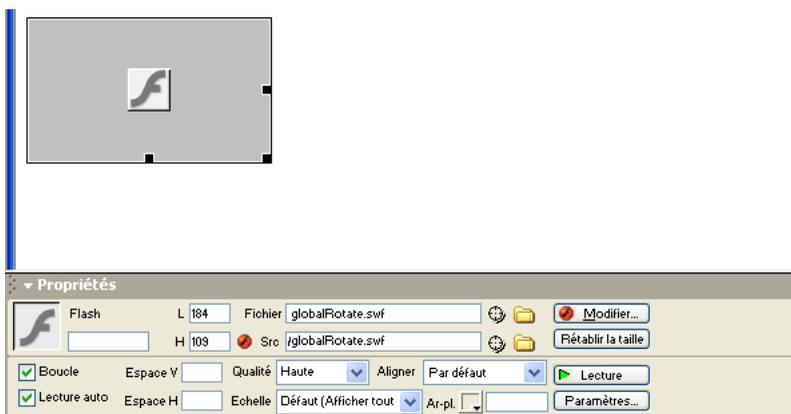 Propriétés
Flash L 184 Fichier globalRotate.swf Modifier...
H 109 Src /globalRotate.swf Rétablir la taille
Boucle Espace V Qualité Haute Aligner Par défaut Lecture
Lecture auto Espace H Echelle Défaut (Afficher tout Ar-pl. Paramètres...